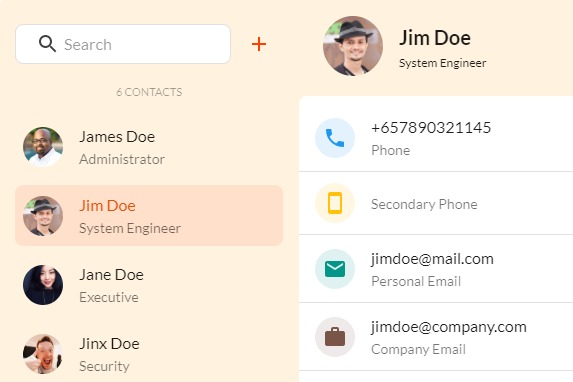 Search
6 CONTACTS
James Doe
Administrator
Jim Doe
System Engineer
Jane Doe
Executive
Jinx Doe
Security
Jim Doe
System Engineer
+657890321145
Phone
Secondary Phone
jimdoe@mail.com
Personal Email
jimdoe@company.com
Company Email